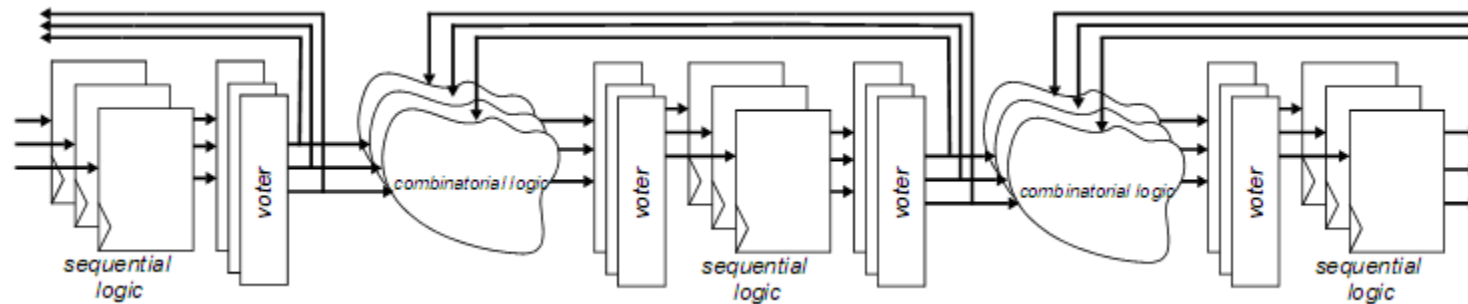 sequential
logic
voter
combinatorial logic
voter
sequential
logic
voter
combinatorial logic
voter
sequential
logic